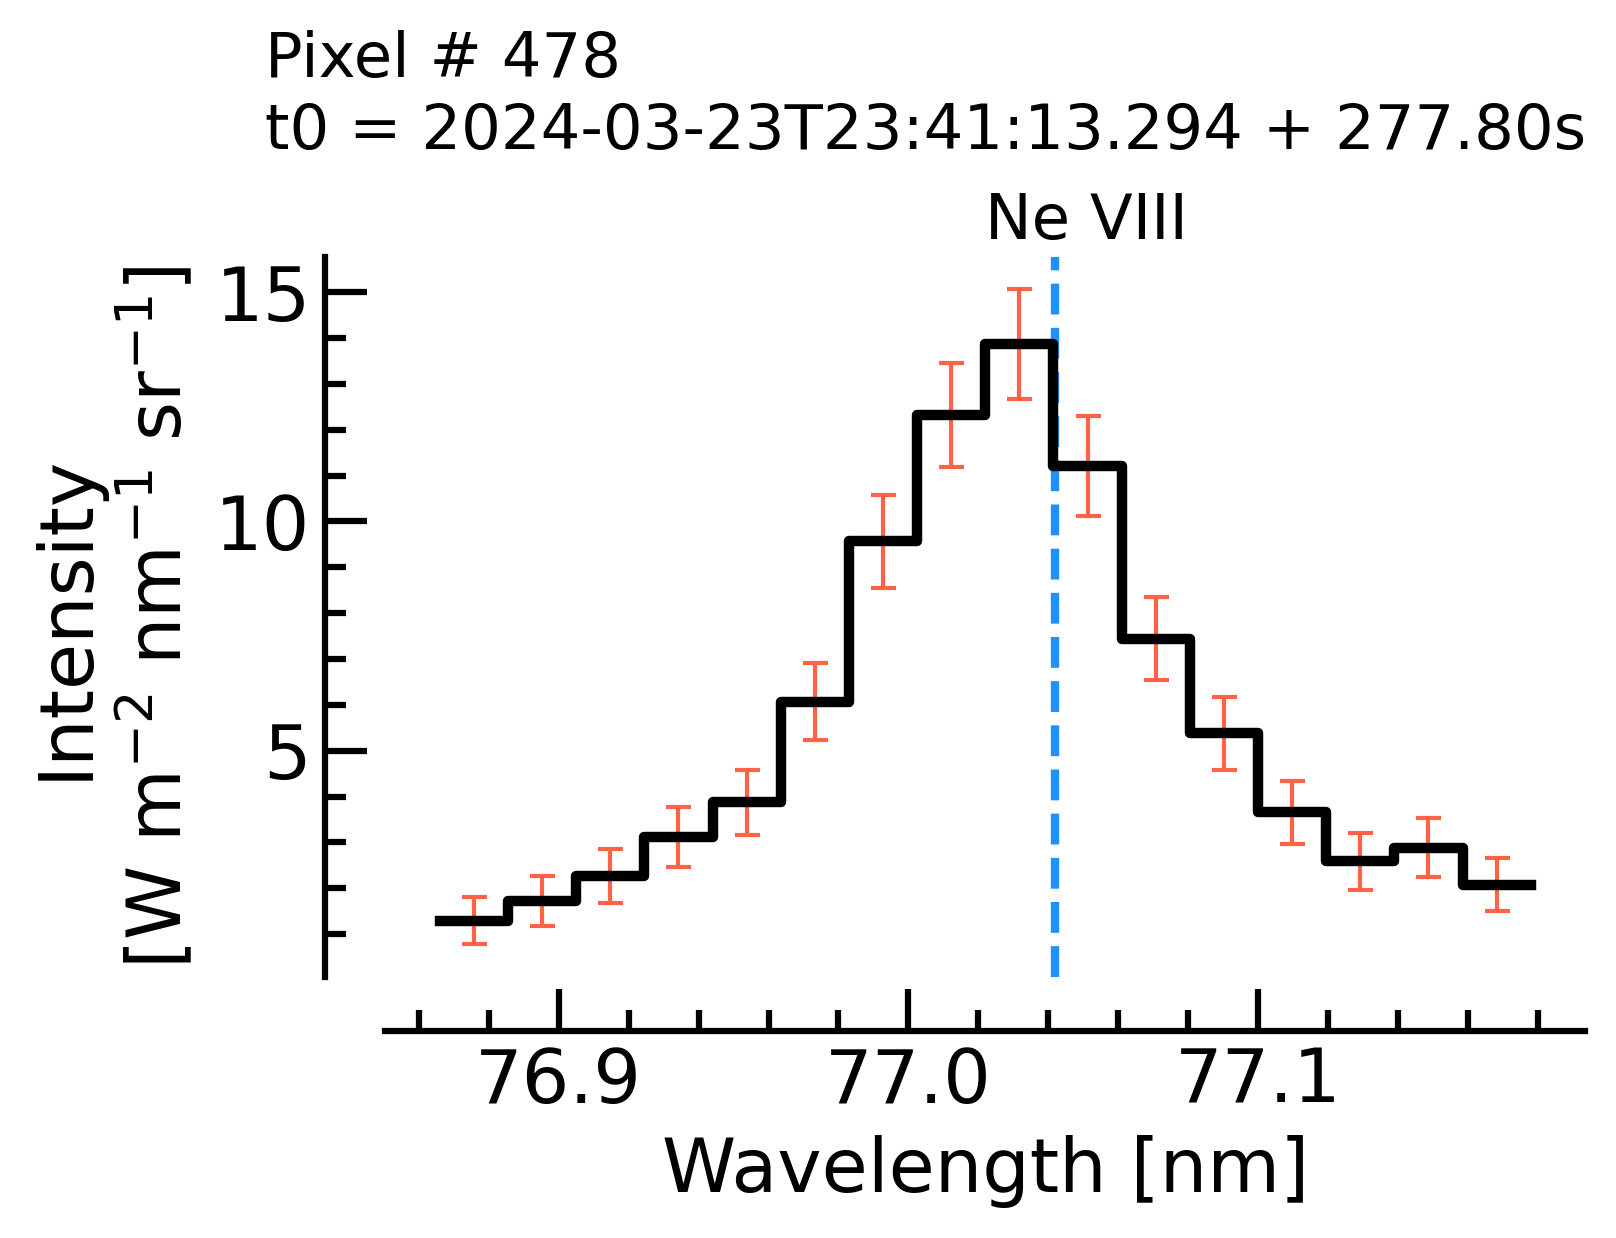 Pixel # 478
t0 = 2024-03-23T23:41:13.294 + 277.80s
Ne VIII
Intensity
[W m⁻² nm⁻¹ sr⁻¹]
15
10
5
76.9 77.0 77.1
Wavelength [nm]